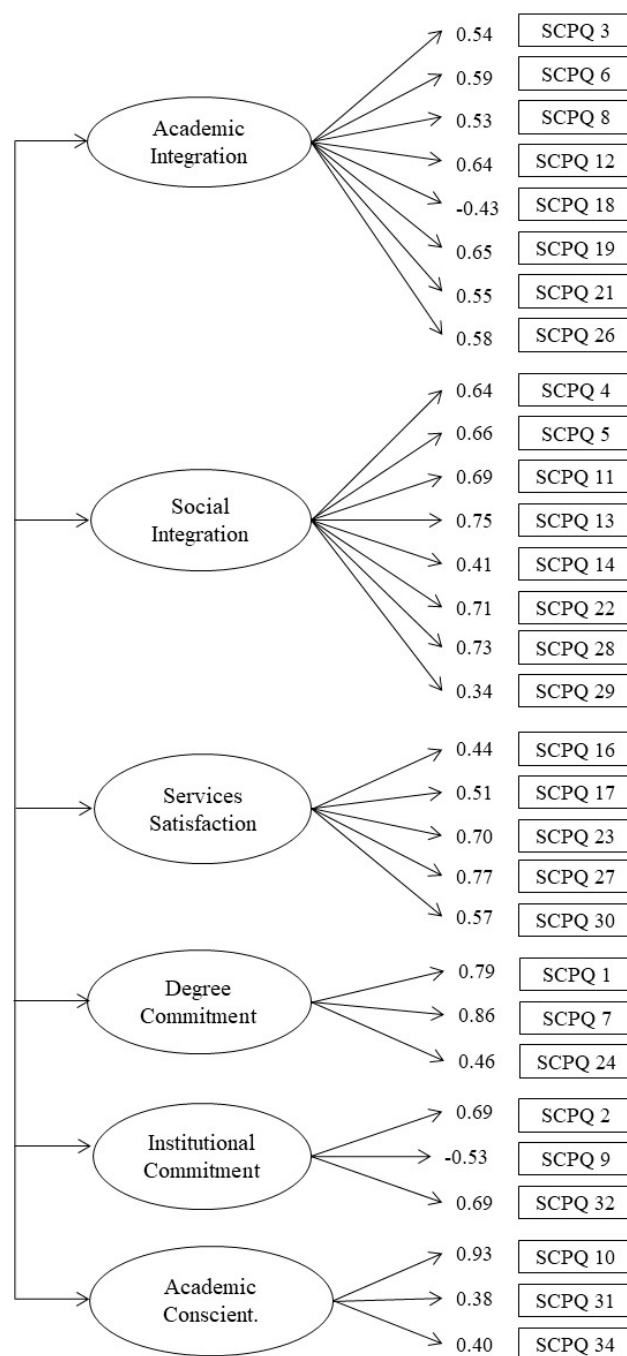 0.54 SCPQ 3
0.59 SCPQ 6
0.53 SCPQ 8
Academic
Integration
0.64 SCPQ 12
-0.43 SCPQ 18
0.65 SCPQ 19
0.55 SCPQ 21
0.58 SCPQ 26
0.64 SCPQ 4
0.66 SCPQ 5
0.69 SCPQ 11
Social
Integration
0.75 SCPQ 13
0.41 SCPQ 14
0.71 SCPQ 22
0.73 SCPQ 28
0.34 SCPQ 29
0.44 SCPQ 16
0.51 SCPQ 17
Services
Satisfaction
0.70 SCPQ 23
0.77 SCPQ 27
0.57 SCPQ 30
0.79 SCPQ 1
Degree
Commitment
0.86 SCPQ 7
0.46 SCPQ 24
0.69 SCPQ 2
Institutional
Commitment
-0.53 SCPQ 9
0.69 SCPQ 32
0.93 SCPQ 10
Academic
Conscient.
0.38 SCPQ 31
0.40 SCPQ 34